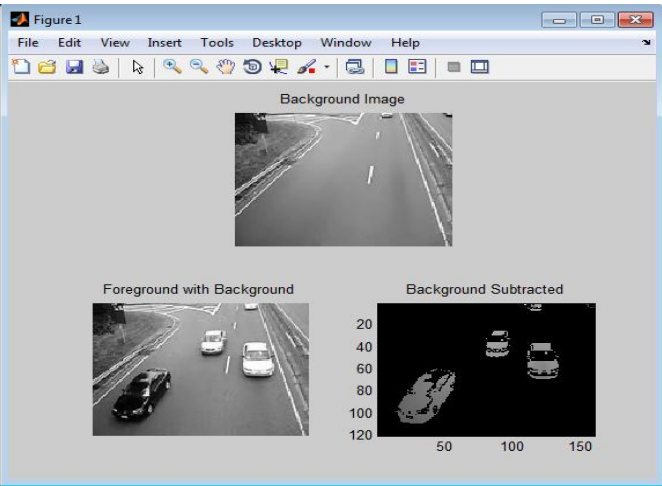 Figure 1
File Edit View Insert Tools Desktop Window Help
Background Image
Foreground with Background
Background Subtracted
20
40
60
80
100
120
50 100 150